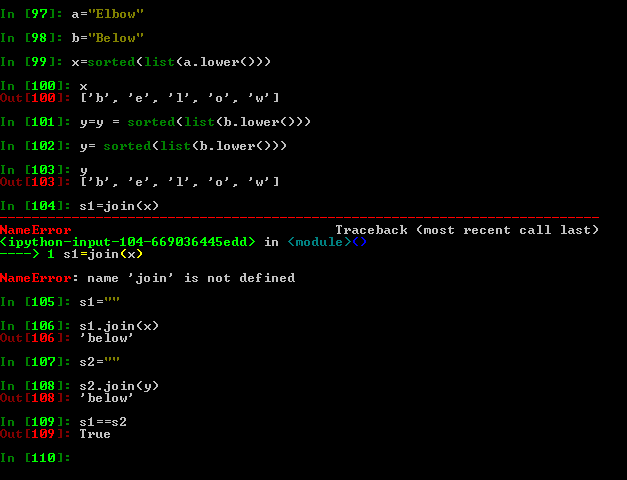 In [97]: a="Elbow"
In [98]: b="Below"
In [99]: x=sorted(list(a.lower()))
In [100]: x
Out[100]: ['b', 'e', 'l', 'o', 'w']
In [101]: y=y = sorted(list(b.lower()))
In [102]: y= sorted(list(b.lower()))
In [103]: y
Out[103]: ['b', 'e', 'l', 'o', 'w']
In [104]: s1=join(x)
---------------------------------------------------------------------------
NameError                                 Traceback (most recent call last)
<ipython-input-104-669036445edd> in <module>()
----> 1 s1=join(x)
NameError: name 'join' is not defined
In [105]: s1=""
In [106]: s1.join(x)
Out[106]: 'below'
In [107]: s2=""
In [108]: s2.join(y)
Out[108]: 'below'
In [109]: s1==s2
Out[109]: True
In [110]: